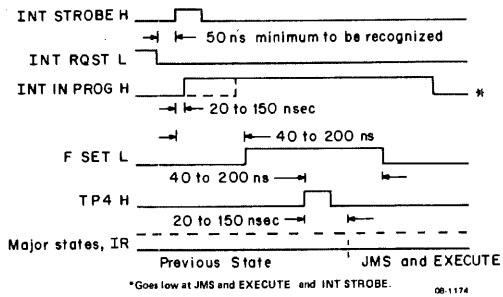 INT STROBE H
50 ns minimum to be recognized
INT RQST L
INT IN PROG H
*
20 to 150 nsec
40 to 200 ns
F SET L
40 to 200 ns
TP4 H
20 to 150 nsec
Major states, IR
Previous State JMS and EXECUTE
*Goes low at JMS and EXECUTE and INT STROBE.
08-1174